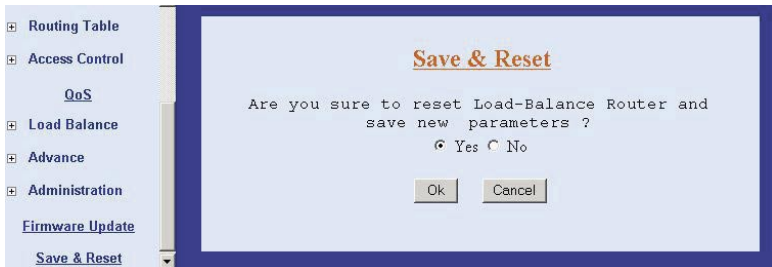 Routing Table
Access Control
QoS
Load Balance
Advance
Administration
Firmware Update
Save & Reset
Save & Reset
Are you sure to reset Load-Balance Router and
save new parameters ?
Yes No
Ok Cancel